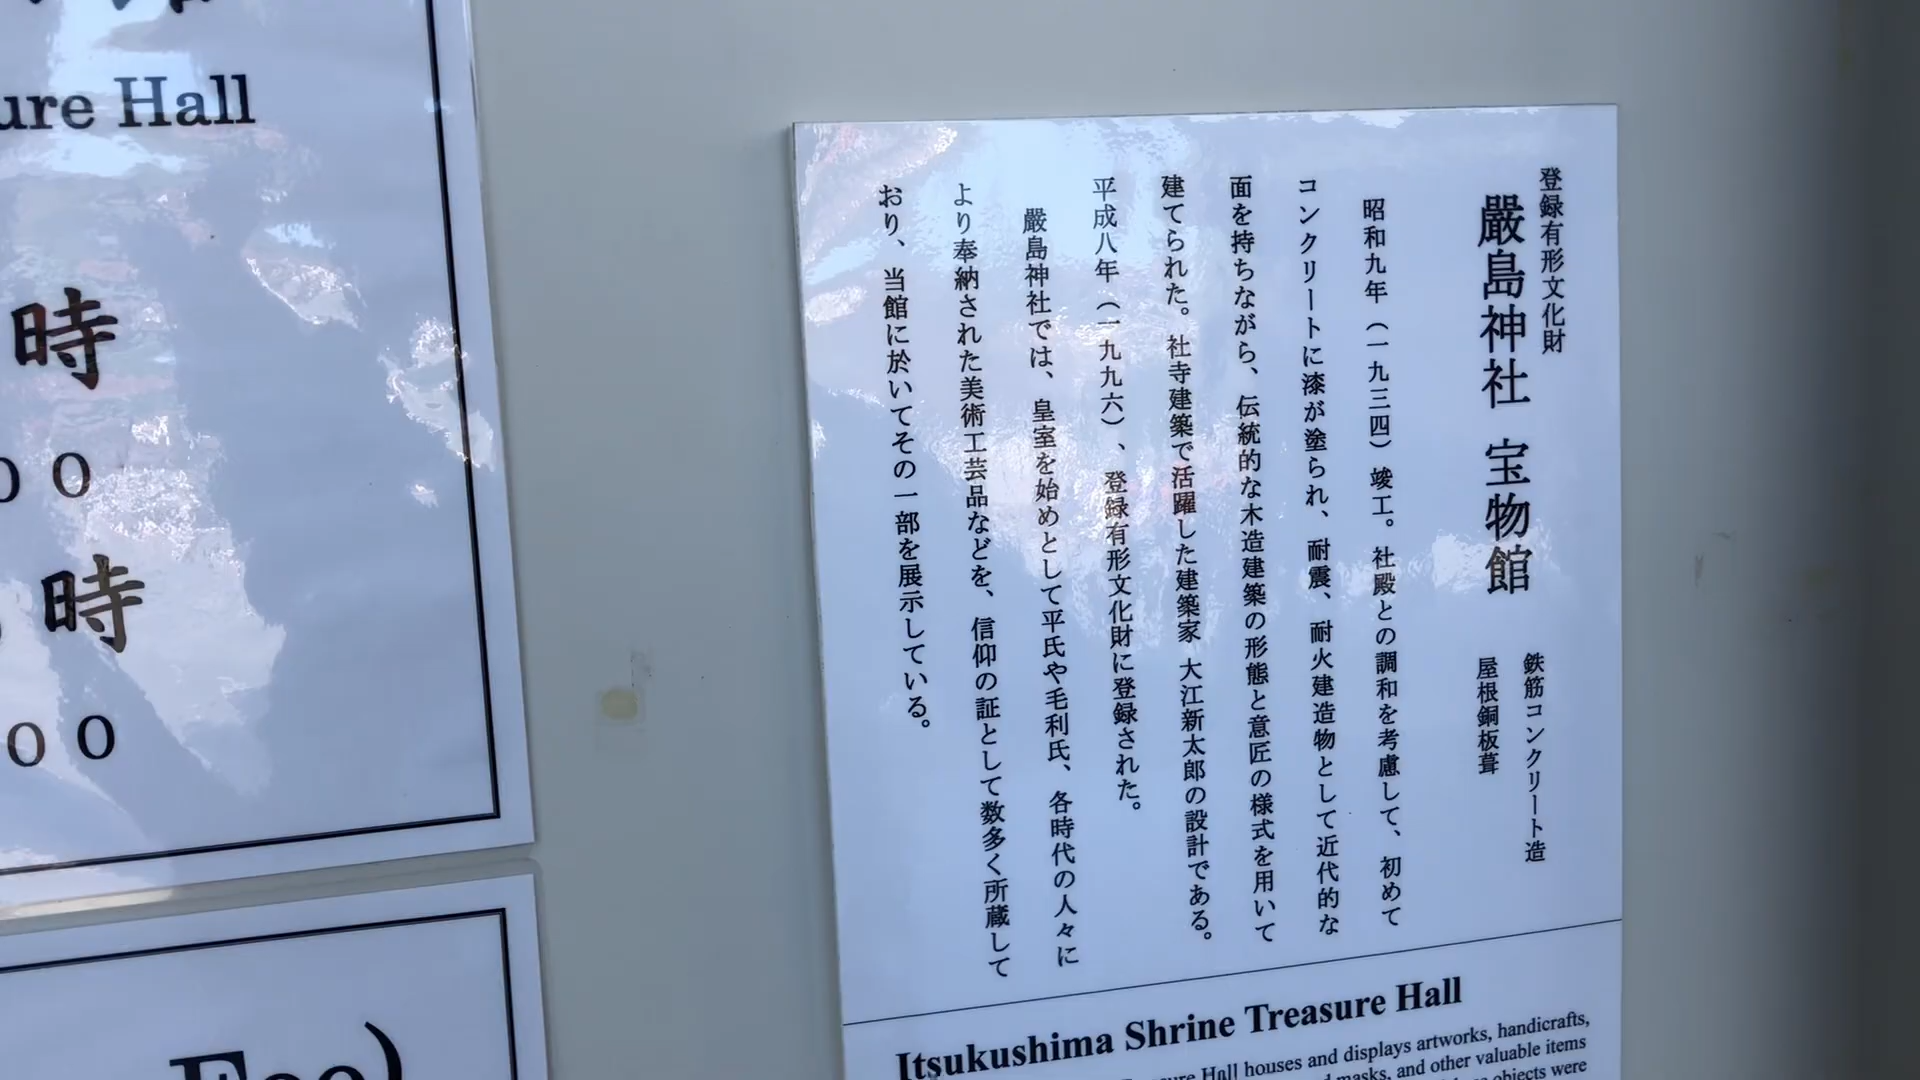 ure Hall
時
00
時
00
Fee)
登録有形文化財
嚴島神社 宝物館
鉄筋コンクリート造
屋根銅板葺
昭和九年（一九三四）竣工。社殿との調和を考慮して、初めて
コンクリートに漆が塗られ、耐震、耐火建造物として近代的な
面を持ちながら、伝統的な木造建築の形態と意匠の様式を用いて
建てられた。社寺建築で活躍した建築家 大江新太郎の設計である。
平成八年（一九九六）、登録有形文化財に登録された。
嚴島神社では、皇室を始めとして平氏や毛利氏、各時代の人々に
より奉納された美術工芸品などを、信仰の証として数多く所蔵して
おり、当館に於いてその一部を展示している。
Itsukushima Shrine Treasure Hall
sure Hall houses and displays artworks, handicrafts,
masks, and other valuable items
objects were